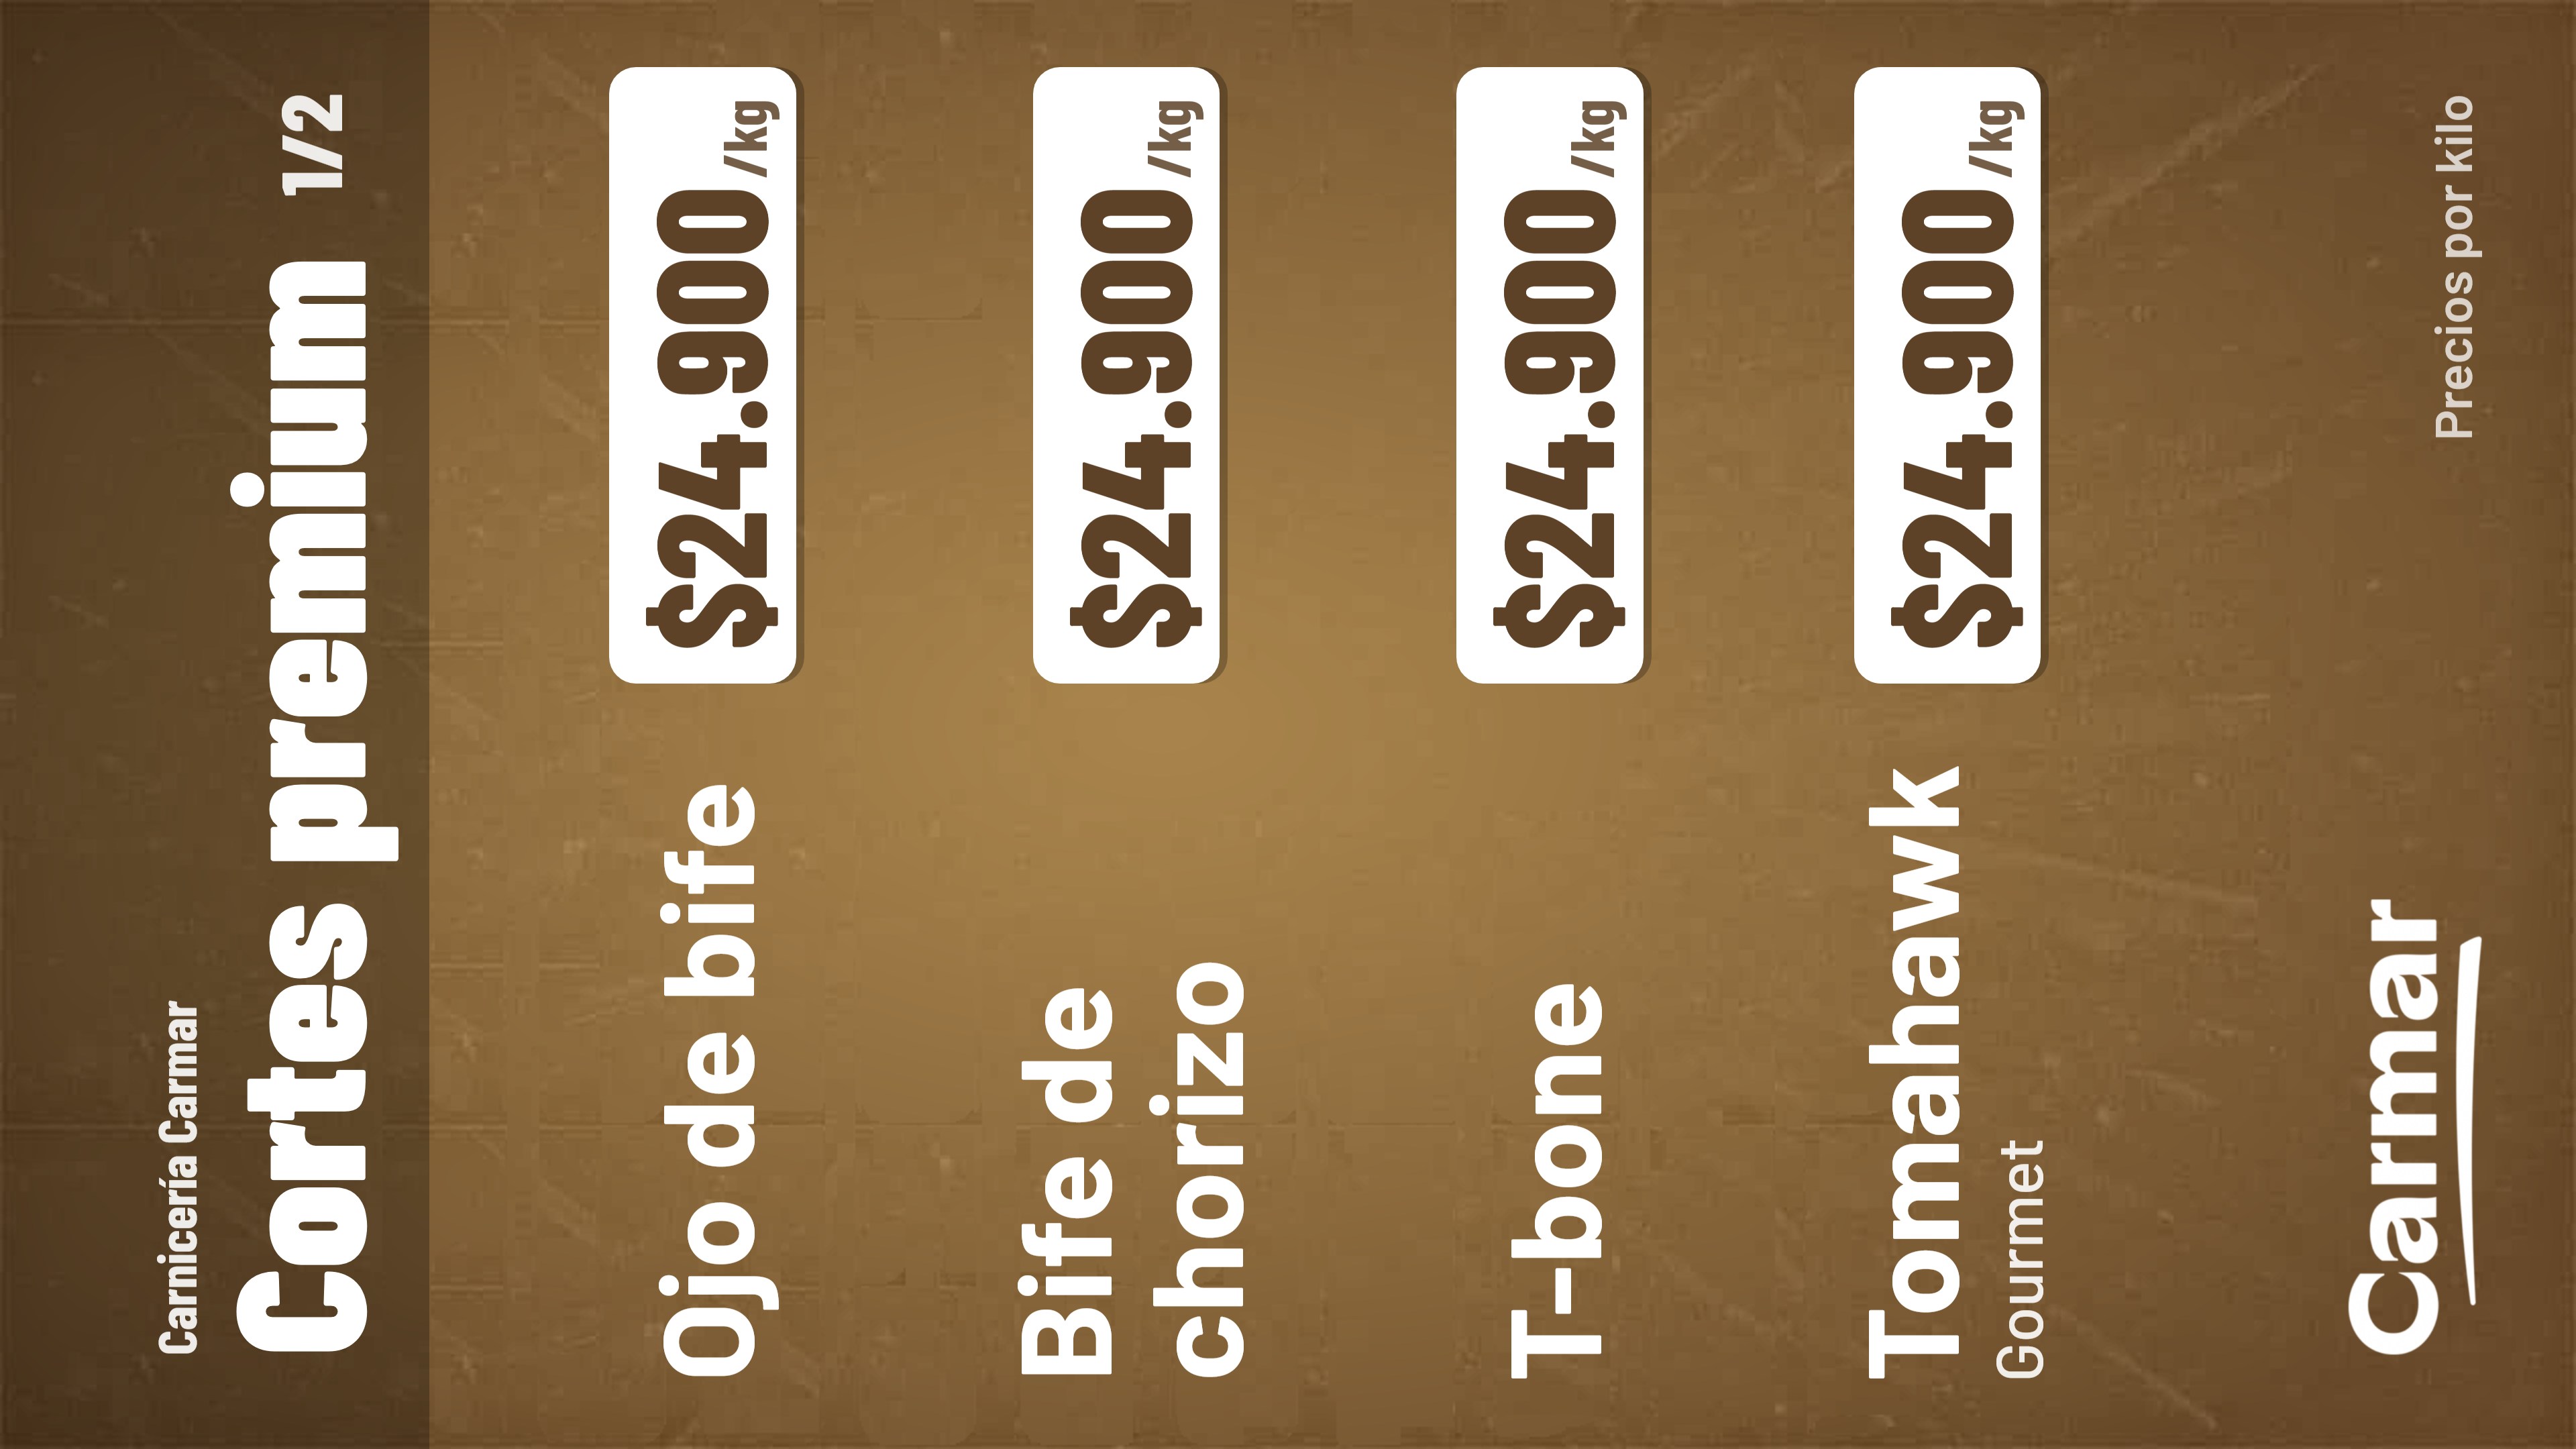 Carnicería Carmar
Cortes premium 1/2
Ojo de bife $24.900/kg
Bife de
chorizo
$24.900/kg
T-bone $24.900/kg
Tomahawk
Gourmet
$24.900/kg
Carmar
Precios por kilo